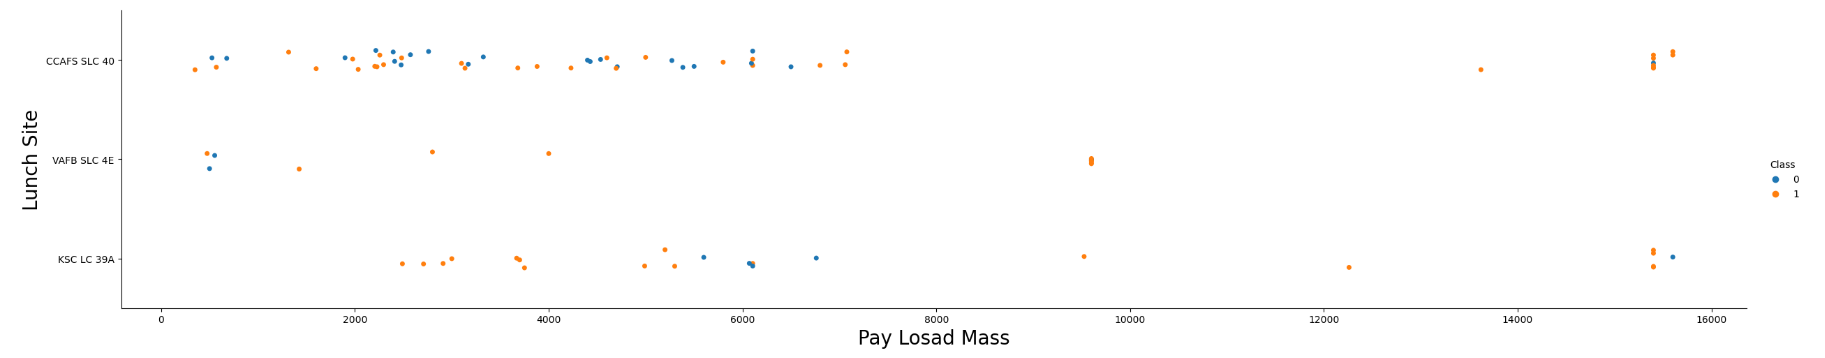 Lunch Site
CCAFS SLC 40
VAFB SLC 4E
KSC LC 39A
0 2000 4000 6000 8000 10000 12000 14000 16000
Pay Losad Mass
Class
0
1